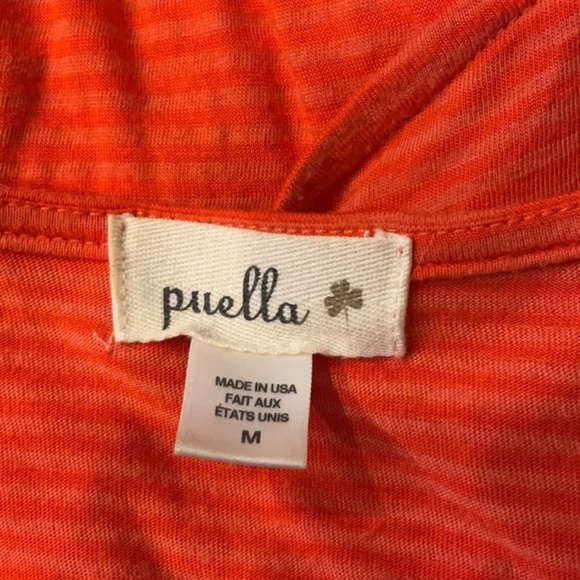 puella
MADE IN USA
FAIT AUX
ÉTATS UNIS
M